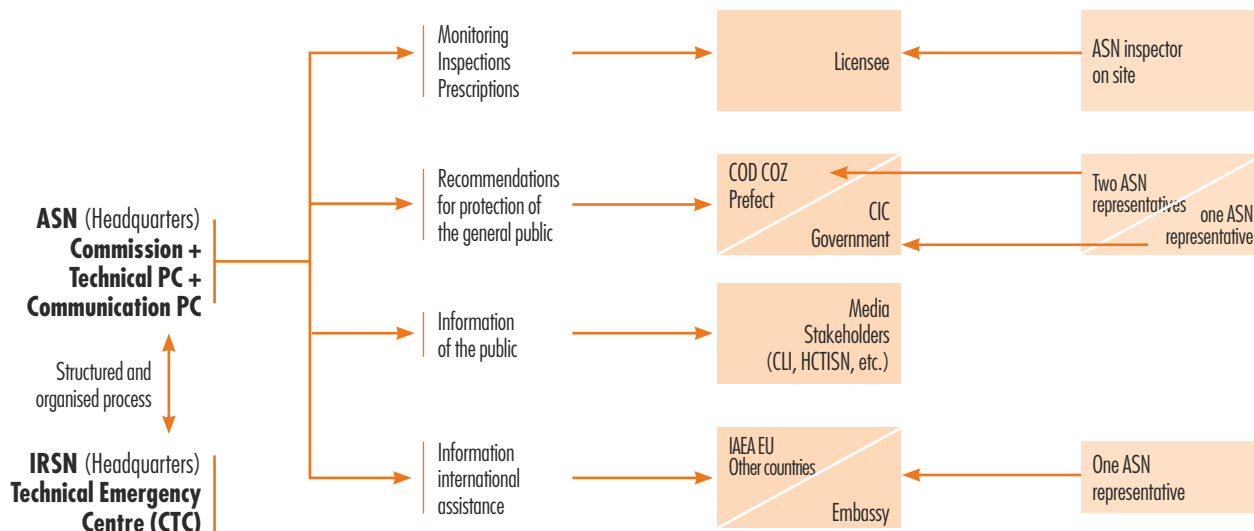 ASN (Headquarters)
Commission +
Technical PC +
Communication PC
Structured and
organised process
IRSN (Headquarters)
Technical Emergency
Centre (CTC)
Monitoring
Inspections
Prescriptions
Licensee
ASN inspector
on site
Recommendations
for protection of
the general public
COD COZ
Prefect
CIC
Government
Two ASN
representatives
one ASN
representative
Information
of the public
Media
Stakeholders
(CLI, HCTISN, etc.)
Information
international
assistance
IAEA EU
Other countries
Embassy
One ASN
representative